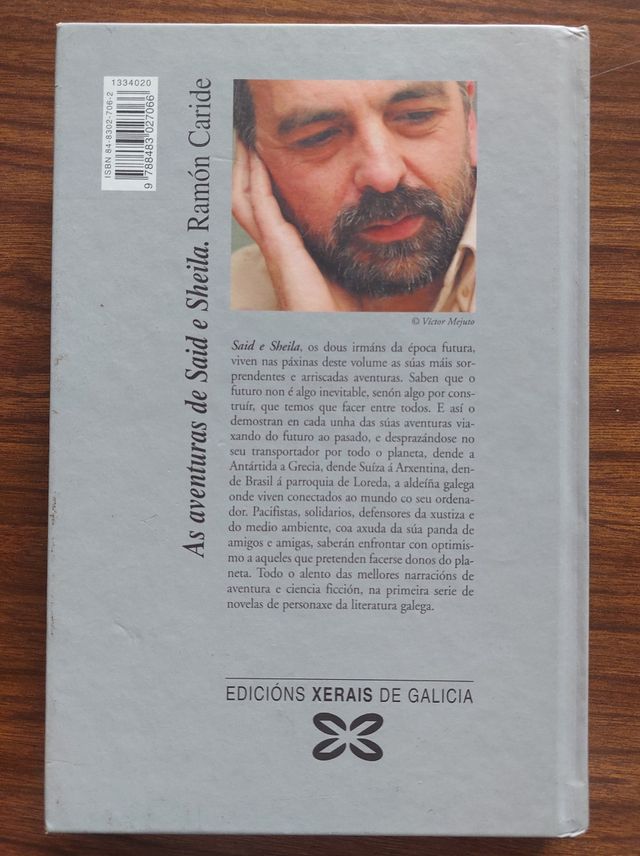 1334020
ISBN 84-8302-706-2
9 788483 027066
As aventuras de Said e Sheila. Ramón Caride
© Victor Mejuto
Said e Sheila, os dous irmáns da época futura,
viven nas páxinas deste volume as súas máis sor-
prendentes e arriscadas aventuras. Saben que o
futuro non é algo inevitable, senón algo por cons-
truír, que temos que facer entre todos. E así o
demostran en cada unha das súas aventuras via-
xando do futuro ao pasado, e desprazándose no
seu transportador por todo o planeta, dende a
Antártida a Grecia, dende Suíza á Arxentina, den-
de Brasil á parroquia de Loreda, a aldeíña galega
onde viven conectados ao mundo co seu ordena-
dor. Pacifistas, solidarios, defensores da xustiza e
do medio ambiente, coa axuda da súa panda de
amigos e amigas, saberán enfrontar con optimis-
mo a aqueles que pretenden facerse donos do pla-
neta. Todo o alento das mellores narracións de
aventura e ciencia ficción, na primeira serie de
novelas de personaxe da literatura galega.
EDICIÓNS XERAIS DE GALICIA